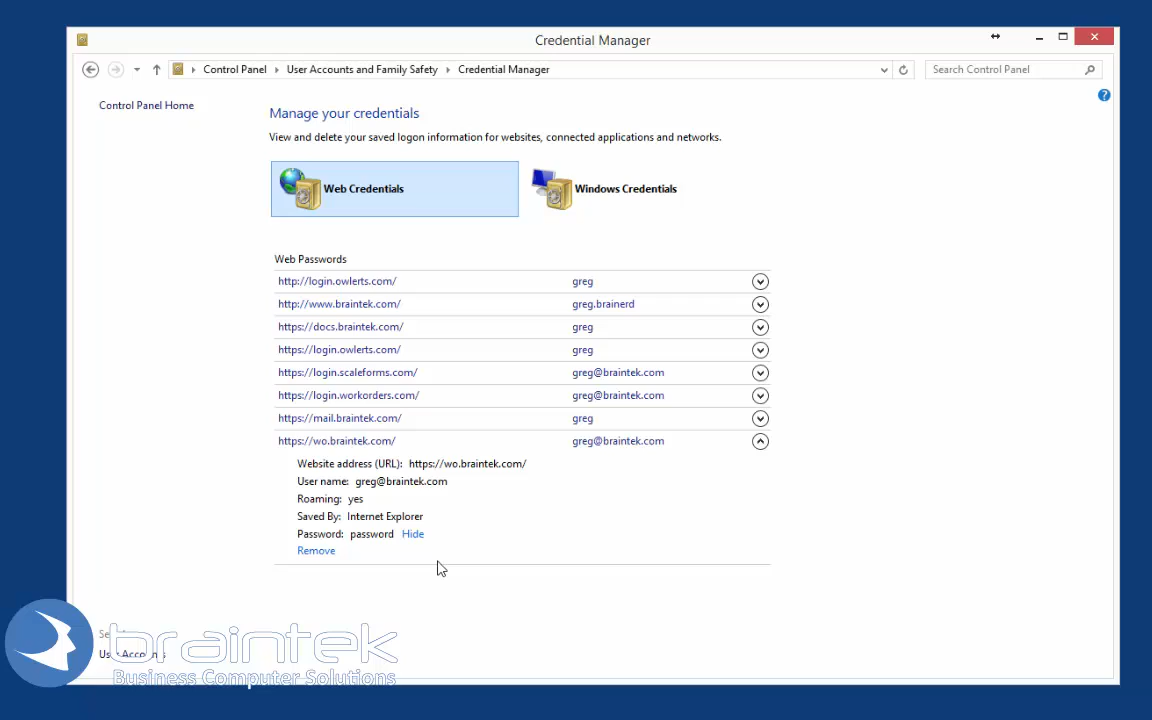 Credential Manager
Control Panel User Accounts and Family Safety Credential Manager Search Control Panel
Control Panel Home
Manage your credentials
View and delete your saved logon information for websites, connected applications and networks.
Web Credentials Windows Credentials
Web Passwords
http://login.owlerts.com/ greg
http://www.braintek.com/ greg.brainerd
https://docs.braintek.com/ greg
https://login.owlerts.com/ greg
https://login.scaleforms.com/ greg@braintek.com
https://login.workorders.com/ greg@braintek.com
https://mail.braintek.com/ greg
https://wo.braintek.com/ greg@braintek.com
Website address (URL): https://wo.braintek.com/
User name: greg@braintek.com
Roaming: yes
Saved By: Internet Explorer
Password: password Hide
Remove
User Accounts
braintek
Business Computer Solutions